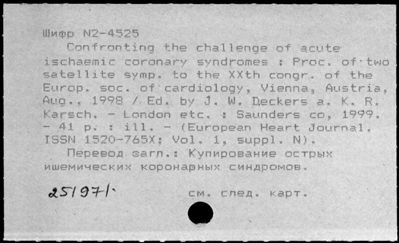 Шифр N2-4525
Confronting the challenge of acute
ischaemic coronary syndromes : Proc. of two
satellite symp. to the XXth congr. of the
Europ. soc. of cardiology, Vienna, Austria,
Aug., 1998 / Ed. by J. W. Deckers a. K. R.
Karsch. - London etc. : Saunders co, 1999.
- 41 p. : ill. - (European Heart Journal,
ISSN 1520-765X; Vol. 1, suppl. N).
Перевод загл.: Купирование острых
ишемических коронарных синдромов.
25197г. см. след. карт.